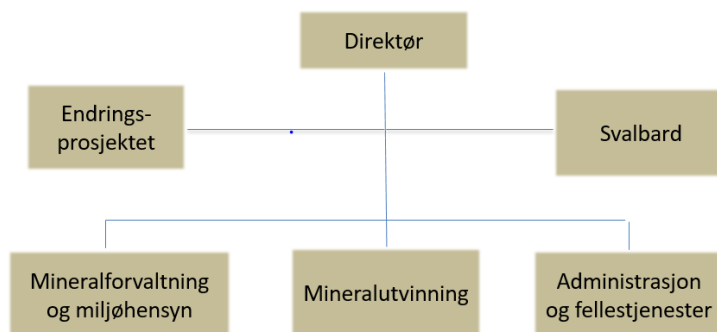 Direktør
Endrings-
prosjektet
Svalbard
Mineralforvaltning
og miljøhensyn
Mineralutvinning
Administrasjon
og fellestjenester